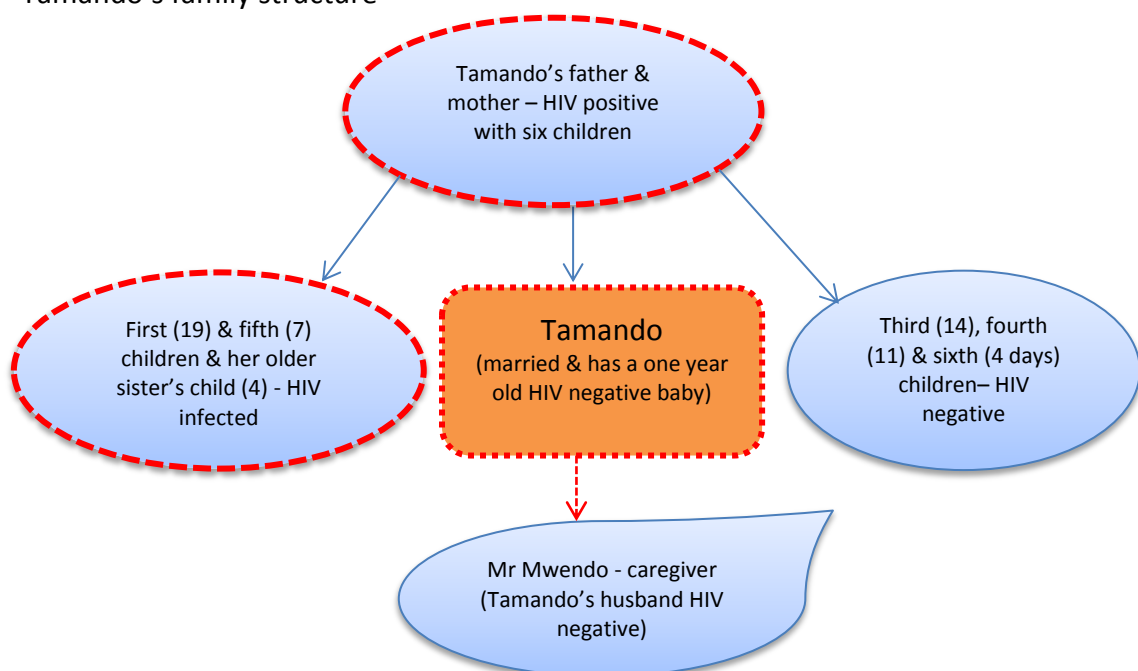 Tamando's family structure
Tamando's father &
mother – HIV positive
with six children
First (19) & fifth (7)
children & her older
sister's child (4) - HIV
infected
Tamando
(married & has a one year
old HIV negative baby)
Third (14), fourth
(11) & sixth (4 days)
children– HIV
negative
Mr Mwendo - caregiver
(Tamando's husband HIV
negative)